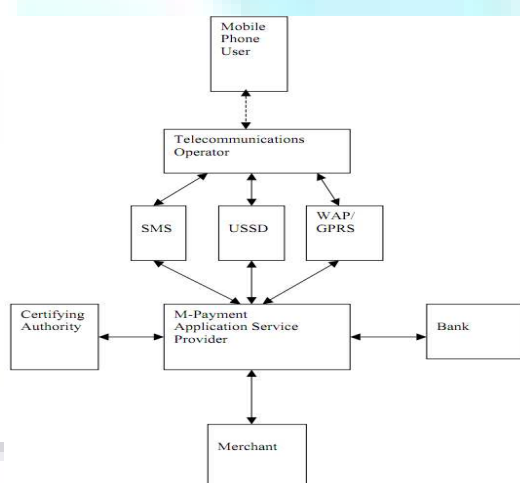 Mobile
Phone
User
Telecommunications
Operator
SMS
USSD
WAP/
GPRS
Certifying
Authority
M-Payment
Application Service
Provider
Bank
Merchant